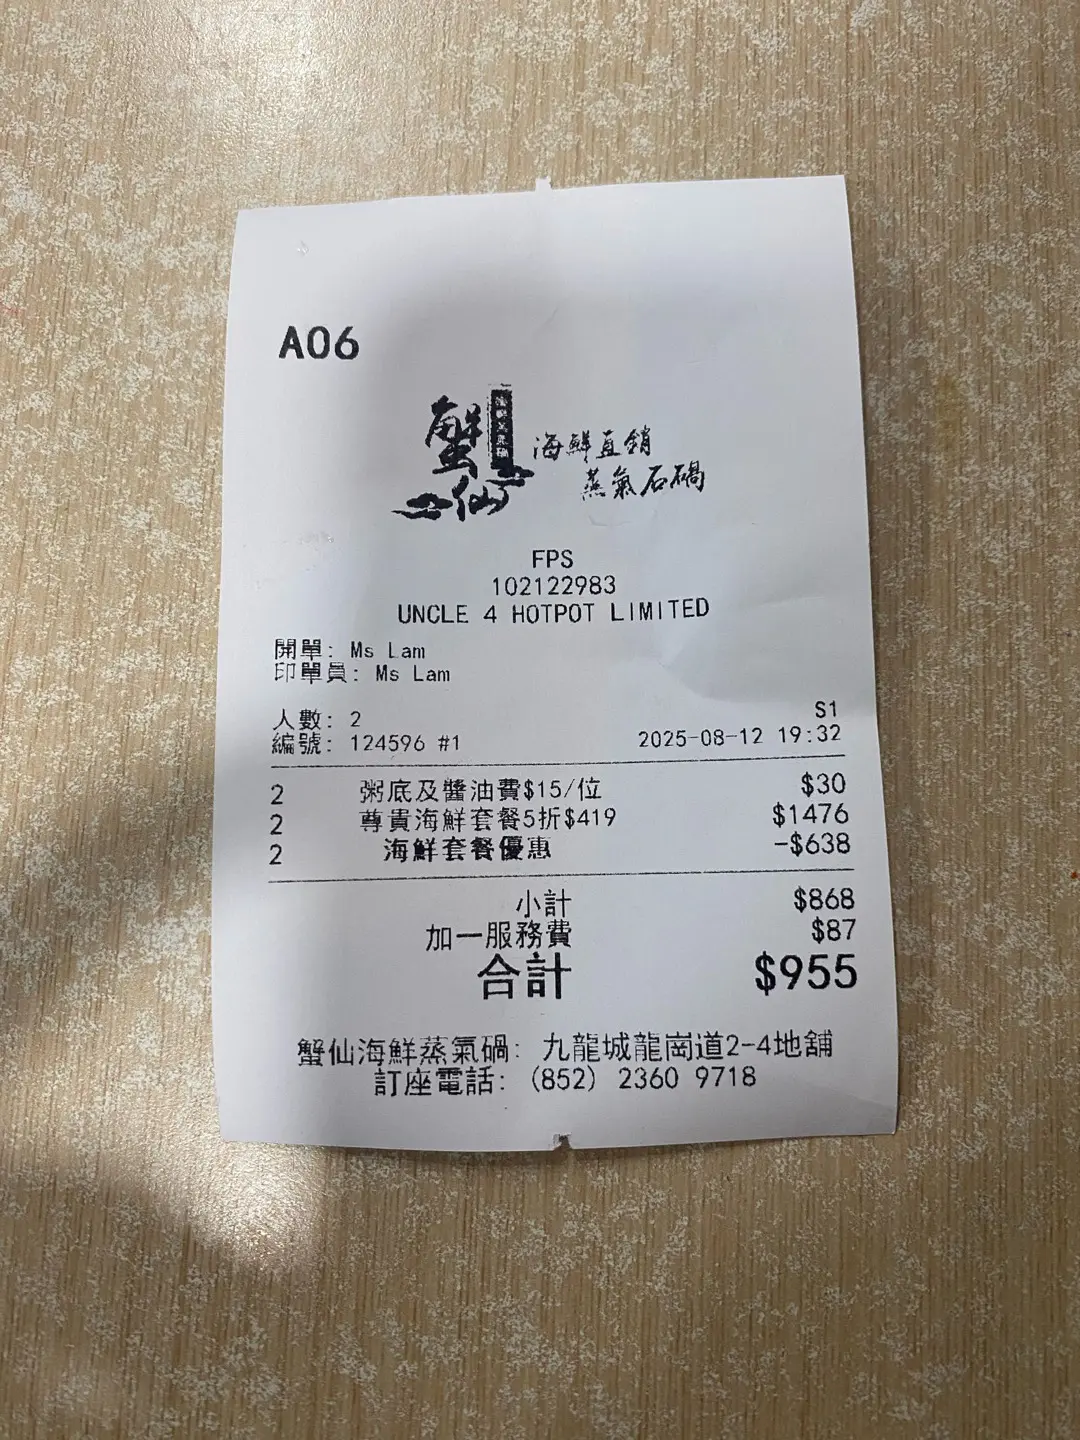 A06
蟹仙
海鮮直銷
蒸氣石鍋
FPS
102122983
UNCLE 4 HOTPOT LIMITED
開單: Ms Lam
印單員: Ms Lam
人數: 2 S1
編號: 124596 #1 2025-08-12 19:32
2 粥底及醬油費$15/位 $30
2 尊貴海鮮套餐5折$419 $1476
2 海鮮套餐優惠 -$638
小計 $868
加一服務費 $87
合計 $955
蟹仙海鮮蒸氣鍋: 九龍城龍崗道2-4地舖
訂座電話: (852) 2360 9718